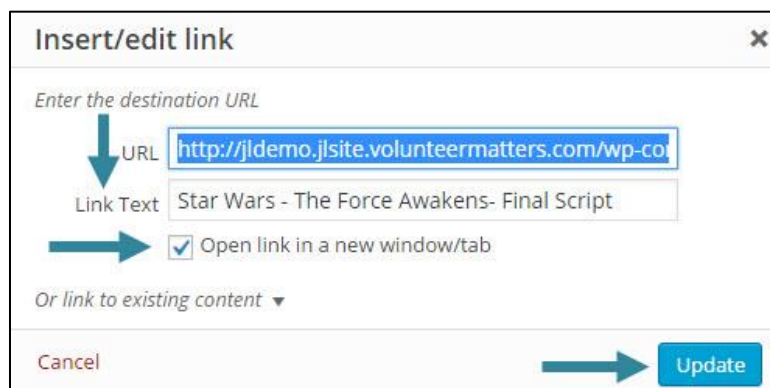 Insert/edit link ×
Enter the destination URL
URL http://jldemo.jlsite.volunteermatters.com/wp-co
Link Text Star Wars - The Force Awakens- Final Script
Open link in a new window/tab
Or link to existing content ▼
Cancel Update